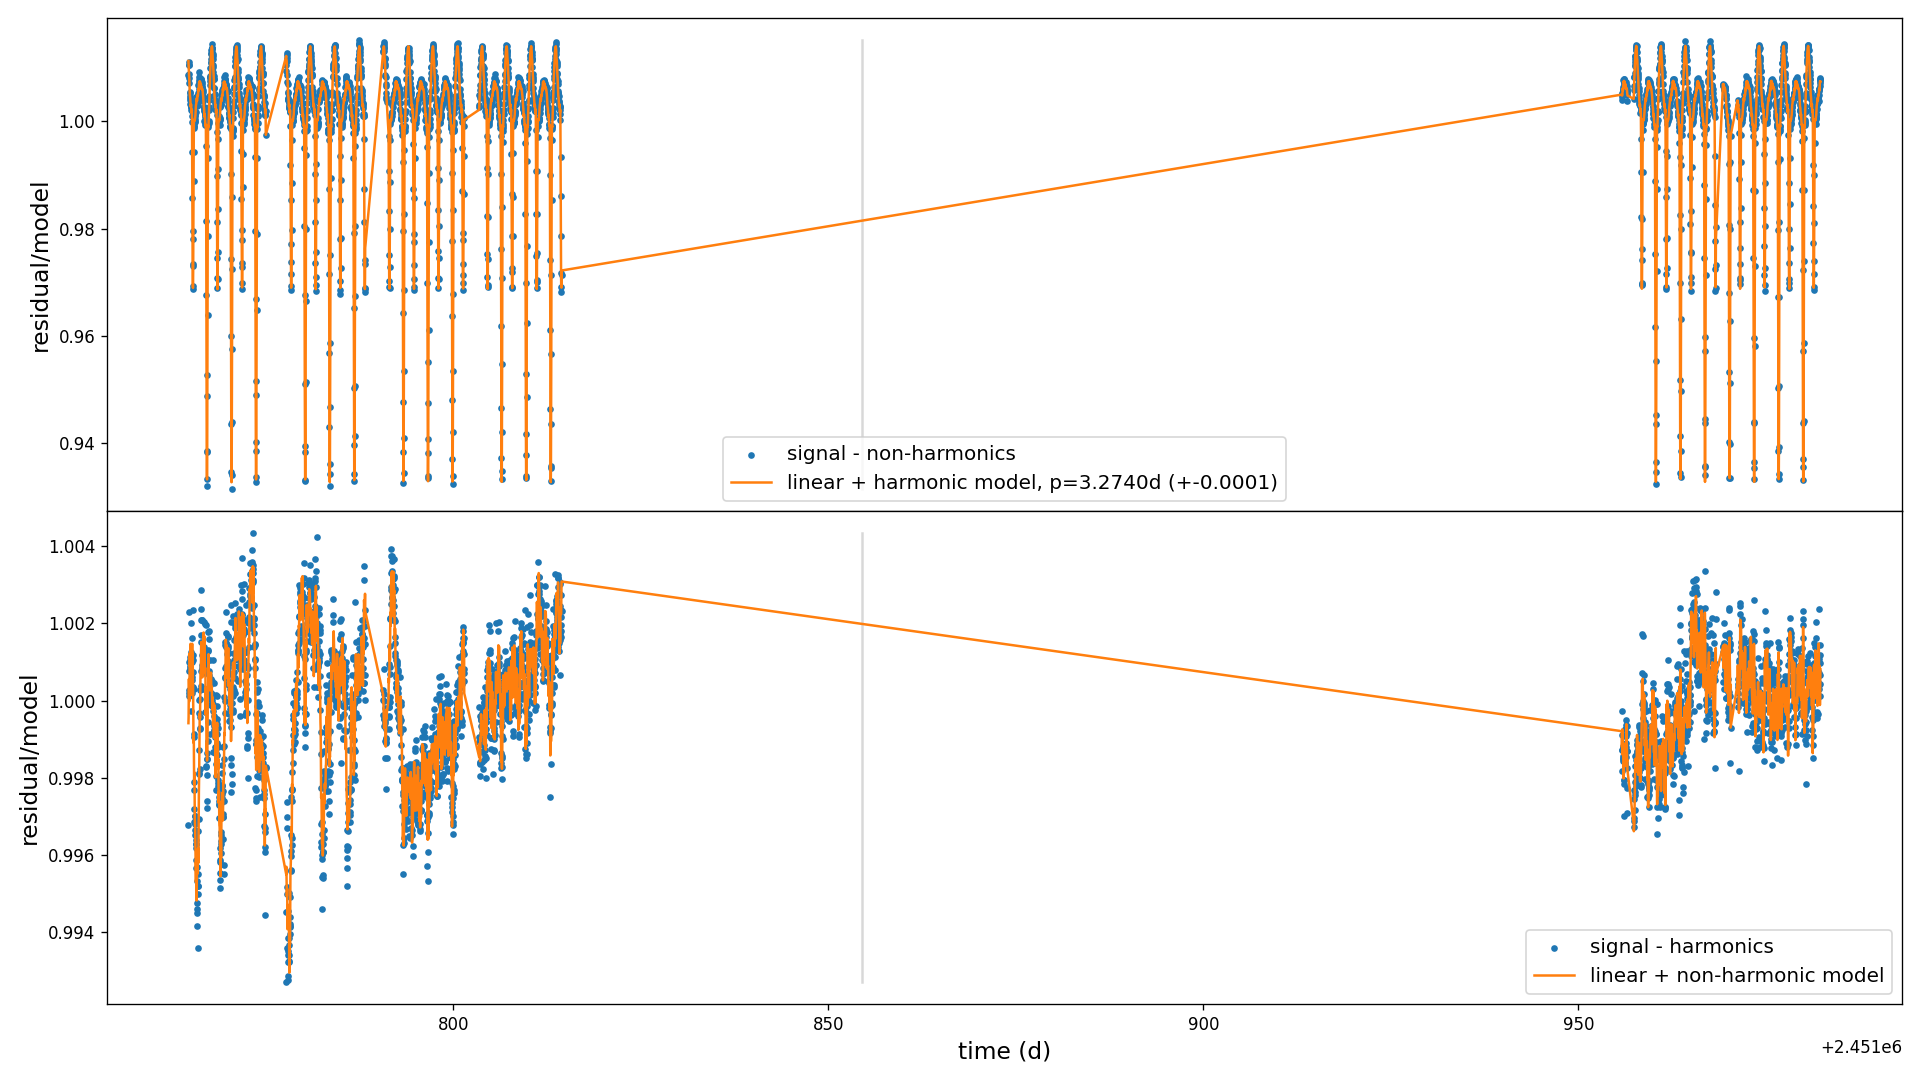 residual/model
1.00
0.98
0.96
0.94
signal - non-harmonics
linear + harmonic model, p=3.2740d (+-0.0001)
residual/model
1.004
1.002
1.000
0.998
0.996
0.994
signal - harmonics
linear + non-harmonic model
800
850
900
950
time (d)
+2.451e6